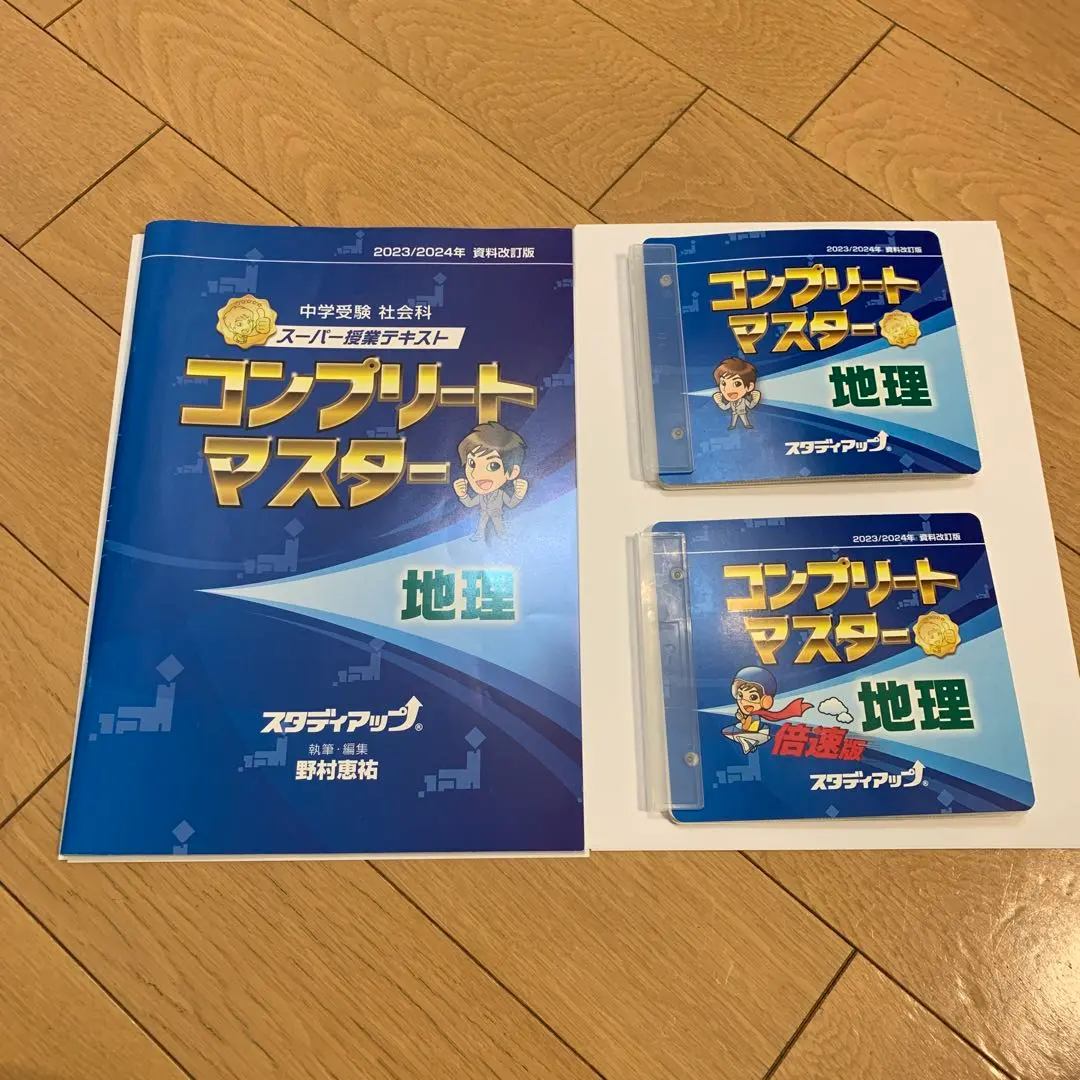 2023/2024年 資料改訂版
中学受験 社会科
スーパー授業テキスト
コンプリート
マスター
地理
スタディアップ®
執筆・編集
野村恵祐
2023/2024年 資料改訂版
コンプリート
マスター
地理
スタディアップ®
2023/2024年 資料改訂版
コンプリート
マスター
地理
倍速版
スタディアップ®